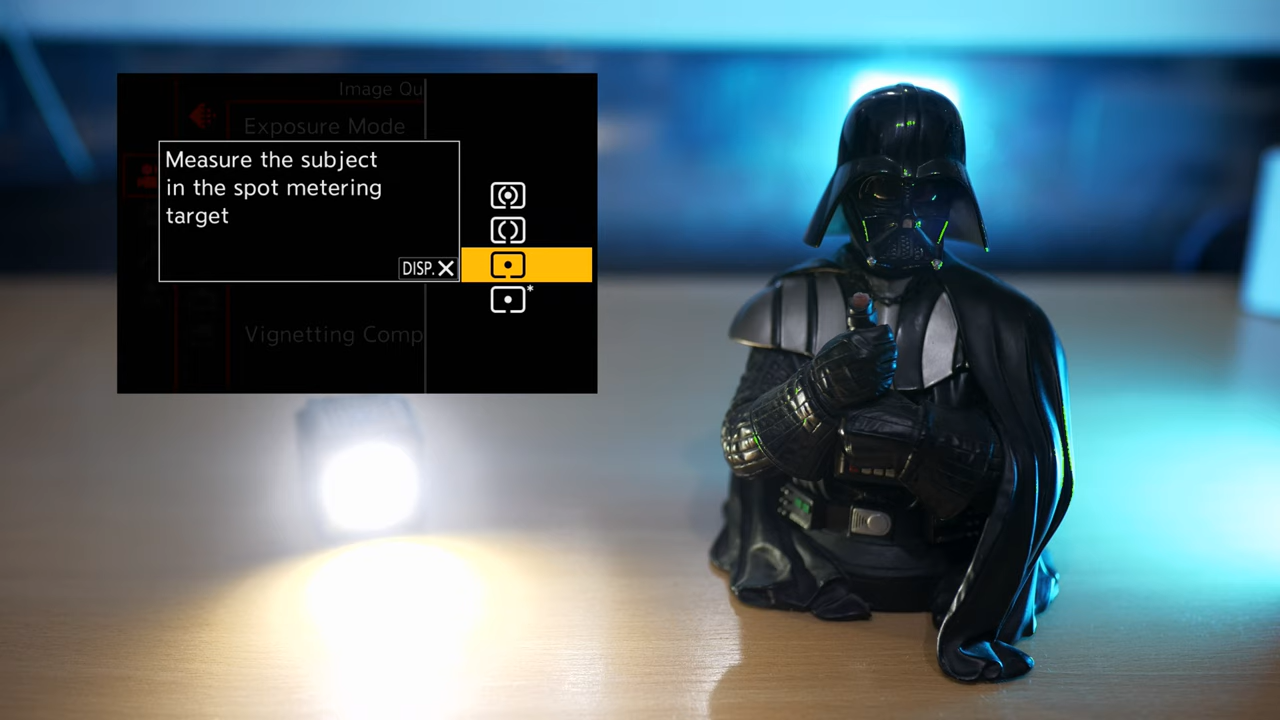 Image Qu
Exposure Mode
Measure the subject
in the spot metering
target
DISP.
Vignetting Comp